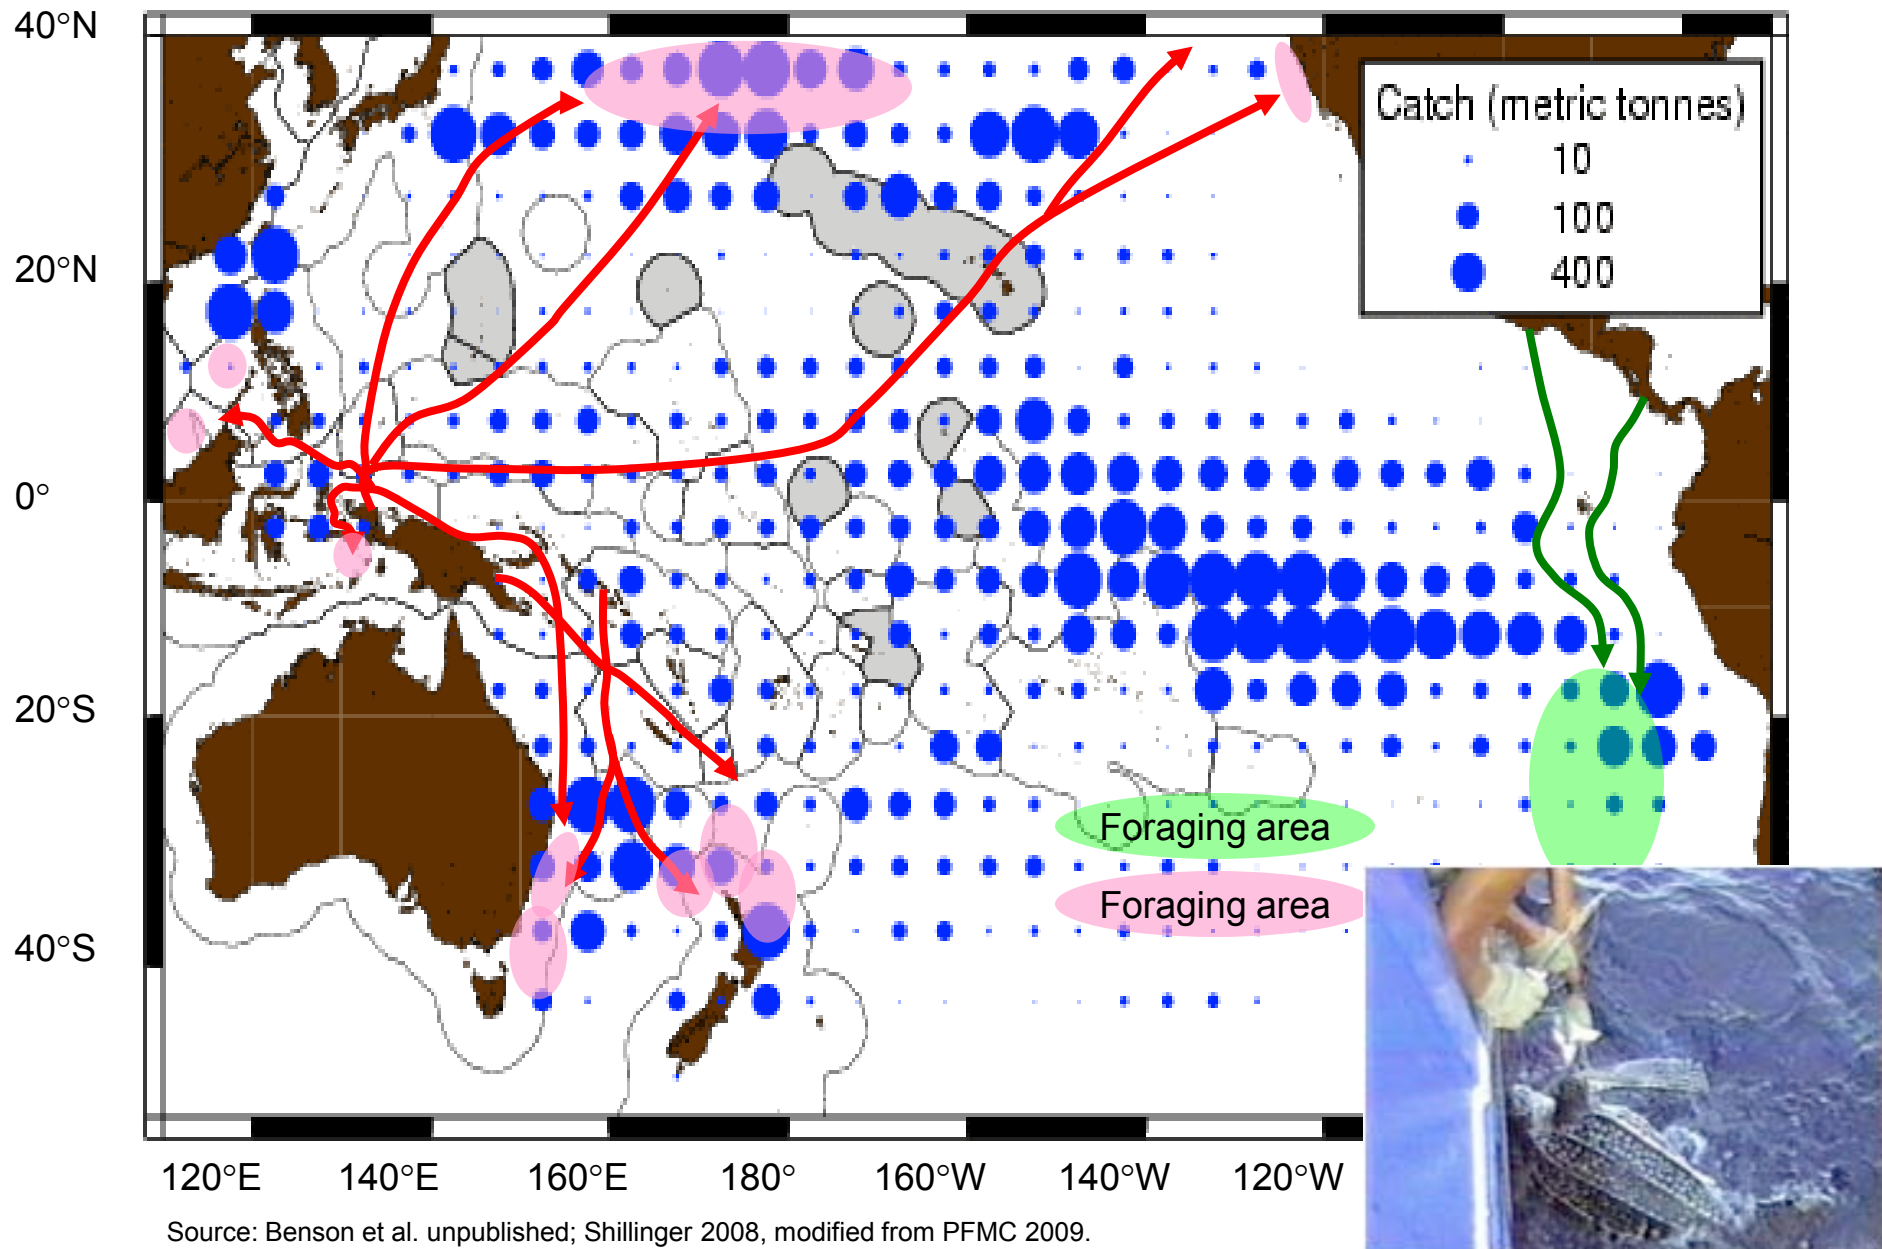 40°N
20°N
0°
20°S
40°S
Catch (metric tonnes)
10
100
400
Foraging area
Foraging area
120°E 140°E 160°E 180° 160°W 140°W 120°W
Source: Benson et al. unpublished; Shillinger 2008, modified from PFMC 2009.